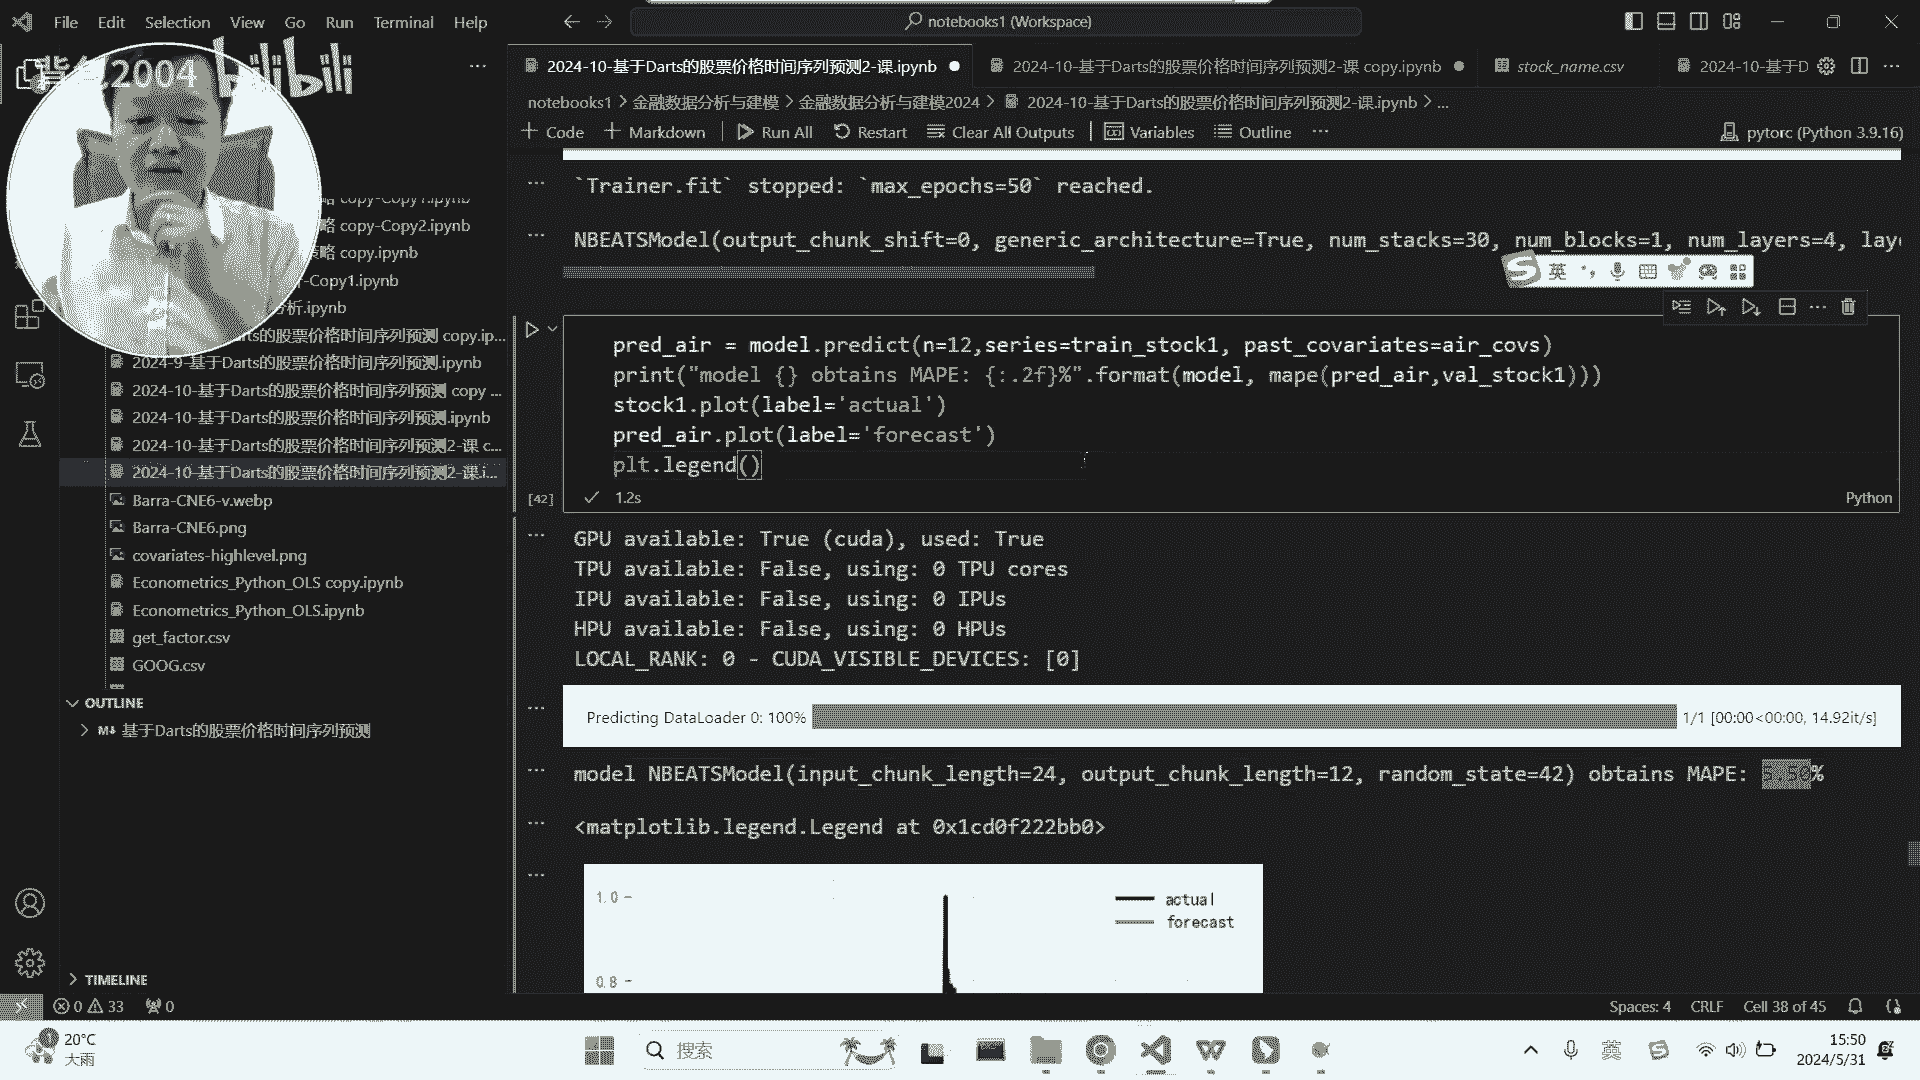 File Edit Selection View Go Run Terminal Help
notebooks1 (Workspace)
2004 bilibili
2024-10-基于Darts的股票价格时间序列预测2-课.ipynb
2024-10-基于Darts的股票价格时间序列预测2-课 copy.ipynb
stock_name.csv
2024-10-基于D
notebooks1 > 金融数据分析与建模 > 金融数据分析与建模2024 > 2024-10-基于Darts的股票价格时间序列预测2-课.ipynb > ...
+ Code + Markdown Run All Restart Clear All Outputs Variables Outline ...
pytorc (Python 3.9.16)
略 copy-Copy1.ipynb
略 copy-Copy2.ipynb
略 copy.ipynb
-Copy1.ipynb
析.ipynb
Darts的股票价格时间序列预测 copy.ip...
2024-9-基于Darts的股票价格时间序列预测.ipynb
2024-10-基于Darts的股票价格时间序列预测 copy ...
2024-10-基于Darts的股票价格时间序列预测.ipynb
2024-10-基于Darts的股票价格时间序列预测2-课 c...
2024-10-基于Darts的股票价格时间序列预测2-课.i...
Barra-CNE6-v.webp
Barra-CNE6.png
covariates-highlevel.png
Econometrics_Python_OLS copy.ipynb
Econometrics_Python_OLS.ipynb
get_factor.csv
GOOG.csv
OUTLINE
基于Darts的股票价格时间序列预测
TIMELINE
`Trainer.fit` stopped: `max_epochs=50` reached.
NBEATSModel(output_chunk_shift=0, generic_architecture=True, num_stacks=30, num_blocks=1, num_layers=4, laye
英
pred_air = model.predict(n=12,series=train_stock1, past_covariates=air_covs)
print("model {} obtains MAPE: {:.2f}%".format(model, mape(pred_air,val_stock1)))
stock1.plot(label='actual')
pred_air.plot(label='forecast')
plt.legend()
[42] 1.2s Python
GPU available: True (cuda), used: True
TPU available: False, using: 0 TPU cores
IPU available: False, using: 0 IPUs
HPU available: False, using: 0 HPUs
LOCAL_RANK: 0 - CUDA_VISIBLE_DEVICES: [0]
Predicting DataLoader 0: 100% 1/1 [00:00<00:00, 14.92it/s]
model NBEATSModel(input_chunk_length=24, output_chunk_length=12, random_state=42) obtains MAPE: %
<matplotlib.legend.Legend at 0x1cd0f222bb0>
1.0
actual
forecast
0.8
0 33 0
Spaces: 4 CRLF Cell 38 of 45
20°C
大雨
搜索
英
15:50
2024/5/31